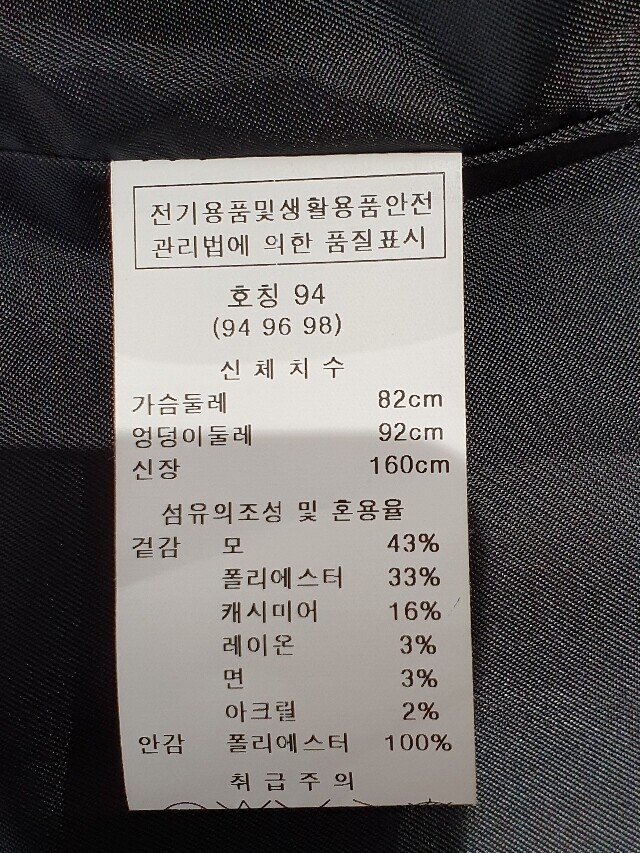 전기용품및생활용품안전
관리법에 의한 품질표시
호칭 94
(94 96 98)
신 체 치 수
가슴둘레 82cm
엉덩이둘레 92cm
신장 160cm
섬유의조성 및 혼용율
겉감 모 43%
폴리에스터 33%
캐시미어 16%
레이온 3%
면 3%
아크릴 2%
안감 폴리에스터 100%
취 급 주 의